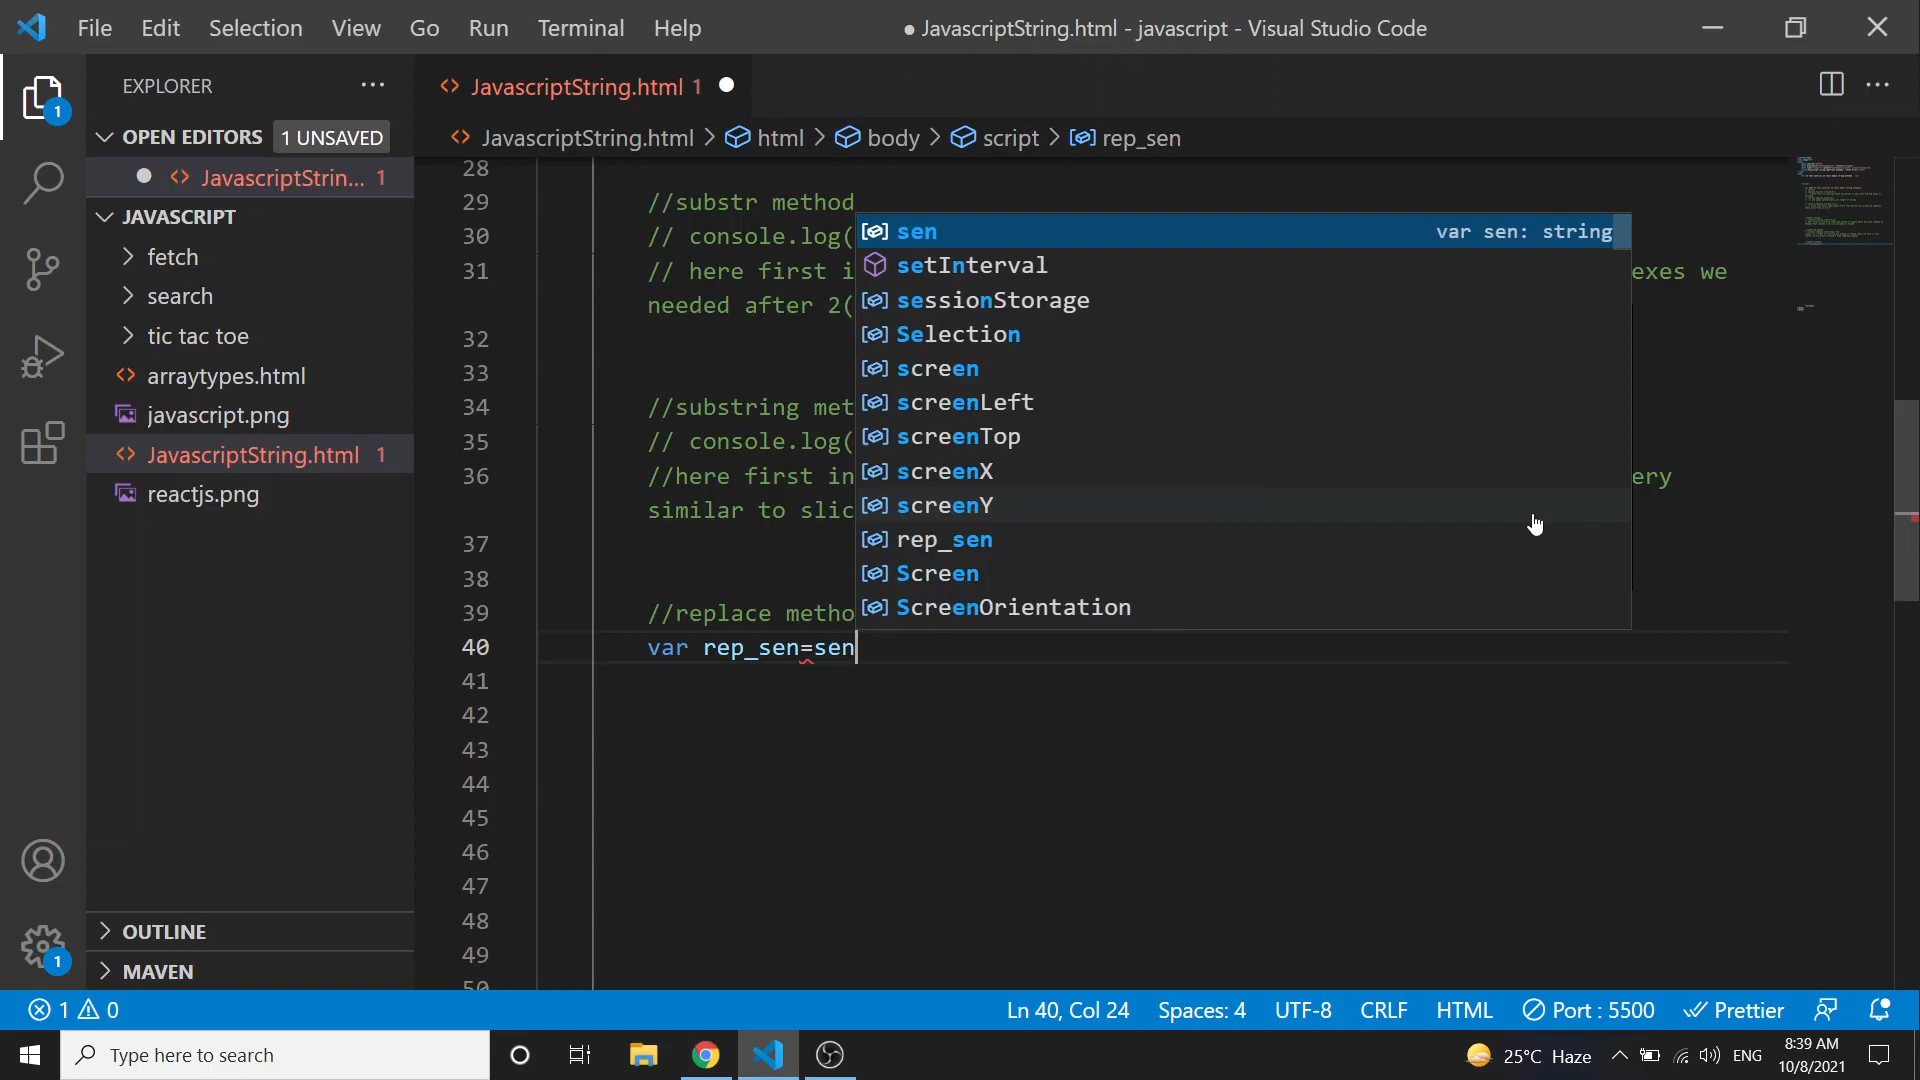 File Edit Selection View Go Run Terminal Help
● JavascriptString.html - javascript - Visual Studio Code
EXPLORER
OPEN EDITORS 1 UNSAVED
JavascriptStrin... 1
JAVASCRIPT
fetch
search
tic tac toe
arraytypes.html
javascript.png
JavascriptString.html 1
reactjs.png
OUTLINE
MAVEN
1
1
JavascriptString.html 1
JavascriptString.html > html > body > script > rep_sen
28
29 //substr method
30 // console.log(
31 // here first i exes we
needed after 2(
32
33
34 //substring met
35 // console.log(
36 //here first in ery
similar to slic
37
38
39 //replace metho
40 var rep_sen=sen
41
42
43
44
45
46
47
48
49
50
sen var sen: string
setInterval
sessionStorage
Selection
screen
screenLeft
screenTop
screenX
screenY
rep_sen
Screen
ScreenOrientation
1 0 Ln 40, Col 24 Spaces: 4 UTF-8 CRLF HTML Port : 5500 Prettier
Type here to search
25°C Haze ENG
8:39 AM
10/8/2021